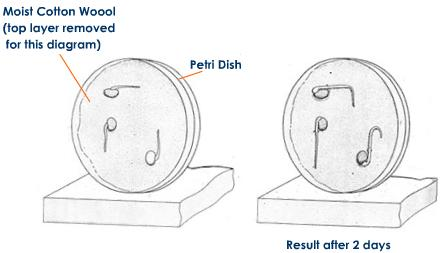 Moist Cotton Woool
(top layer removed
for this diagram)
Petri Dish
Result after 2 days